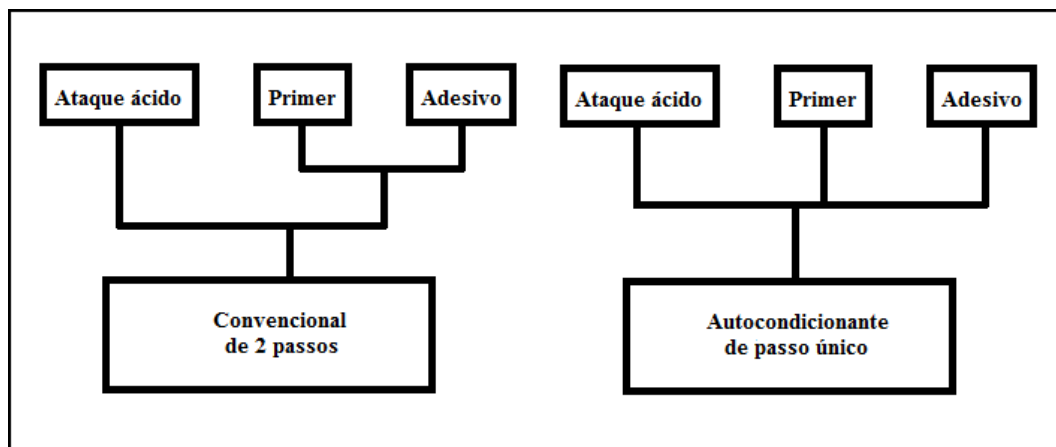 Ataque ácido
Primer
Adesivo
Convencional
de 2 passos
Ataque ácido
Primer
Adesivo
Autocondicionante
de passo único